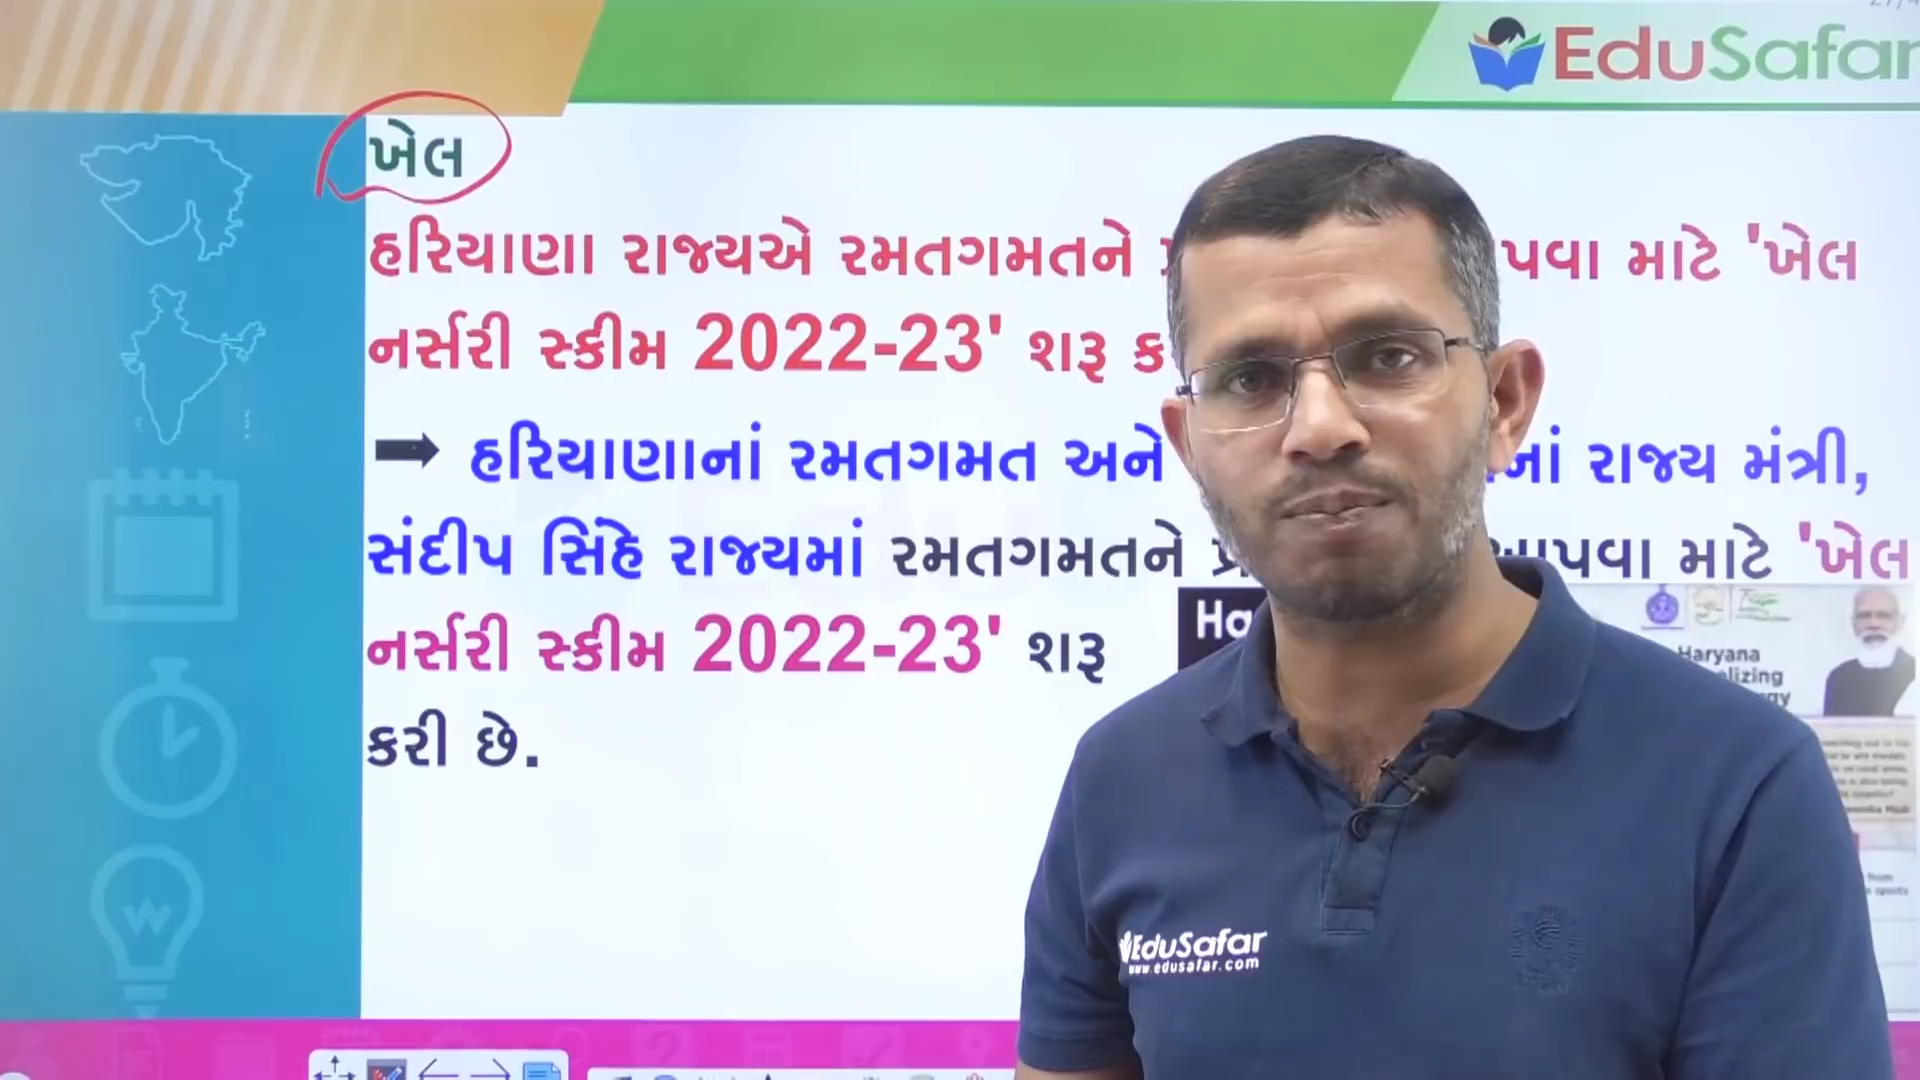 EduSafar
ખેલ
હરિયાણા રાજ્યએ રમતગમતને પવા માટે 'ખેલ
નર્સરી સ્કીમ 2022-23' શરૂ ક
➡ હરિયાણાનાં રમતગમત અને નાં રાજ્ય મંત્રી,
સંદીપ સિંહે રાજ્યમાં રમતગમતને પ્ર આપવા માટે 'ખેલ
નર્સરી સ્કીમ 2022-23' શરૂ
કરી છે.
Ha
Haryana
EduSafar
www.edusafar.com